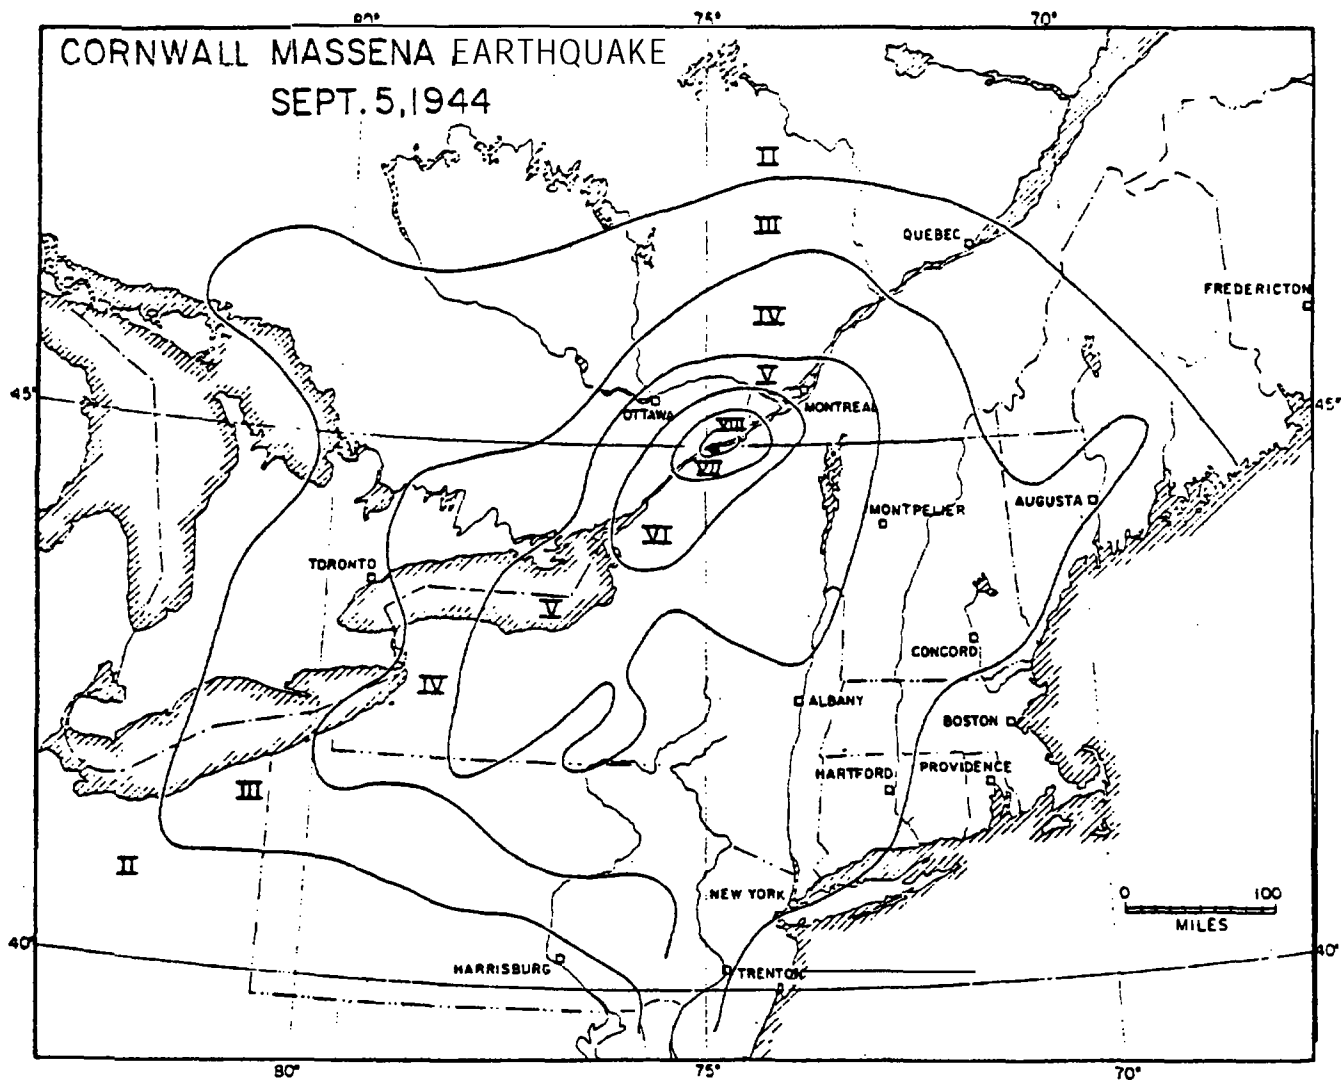 80° 75° 70°
CORNWALL MASSENA EARTHQUAKE
SEPT. 5, 1944
II
III
QUEBEC
FREDERICTON
IV
V
45° 45°
OTTAWA
MONTREAL
VIII
VII
AUGUSTA
MONTPELIER
VI
TORONTO
V
CONCORD
IV
ALBANY
BOSTON
HARTFORD
PROVIDENCE
III
II
NEW YORK
0 100
MILES
40° 40°
HARRISBURG
TRENTON
80° 75° 70°